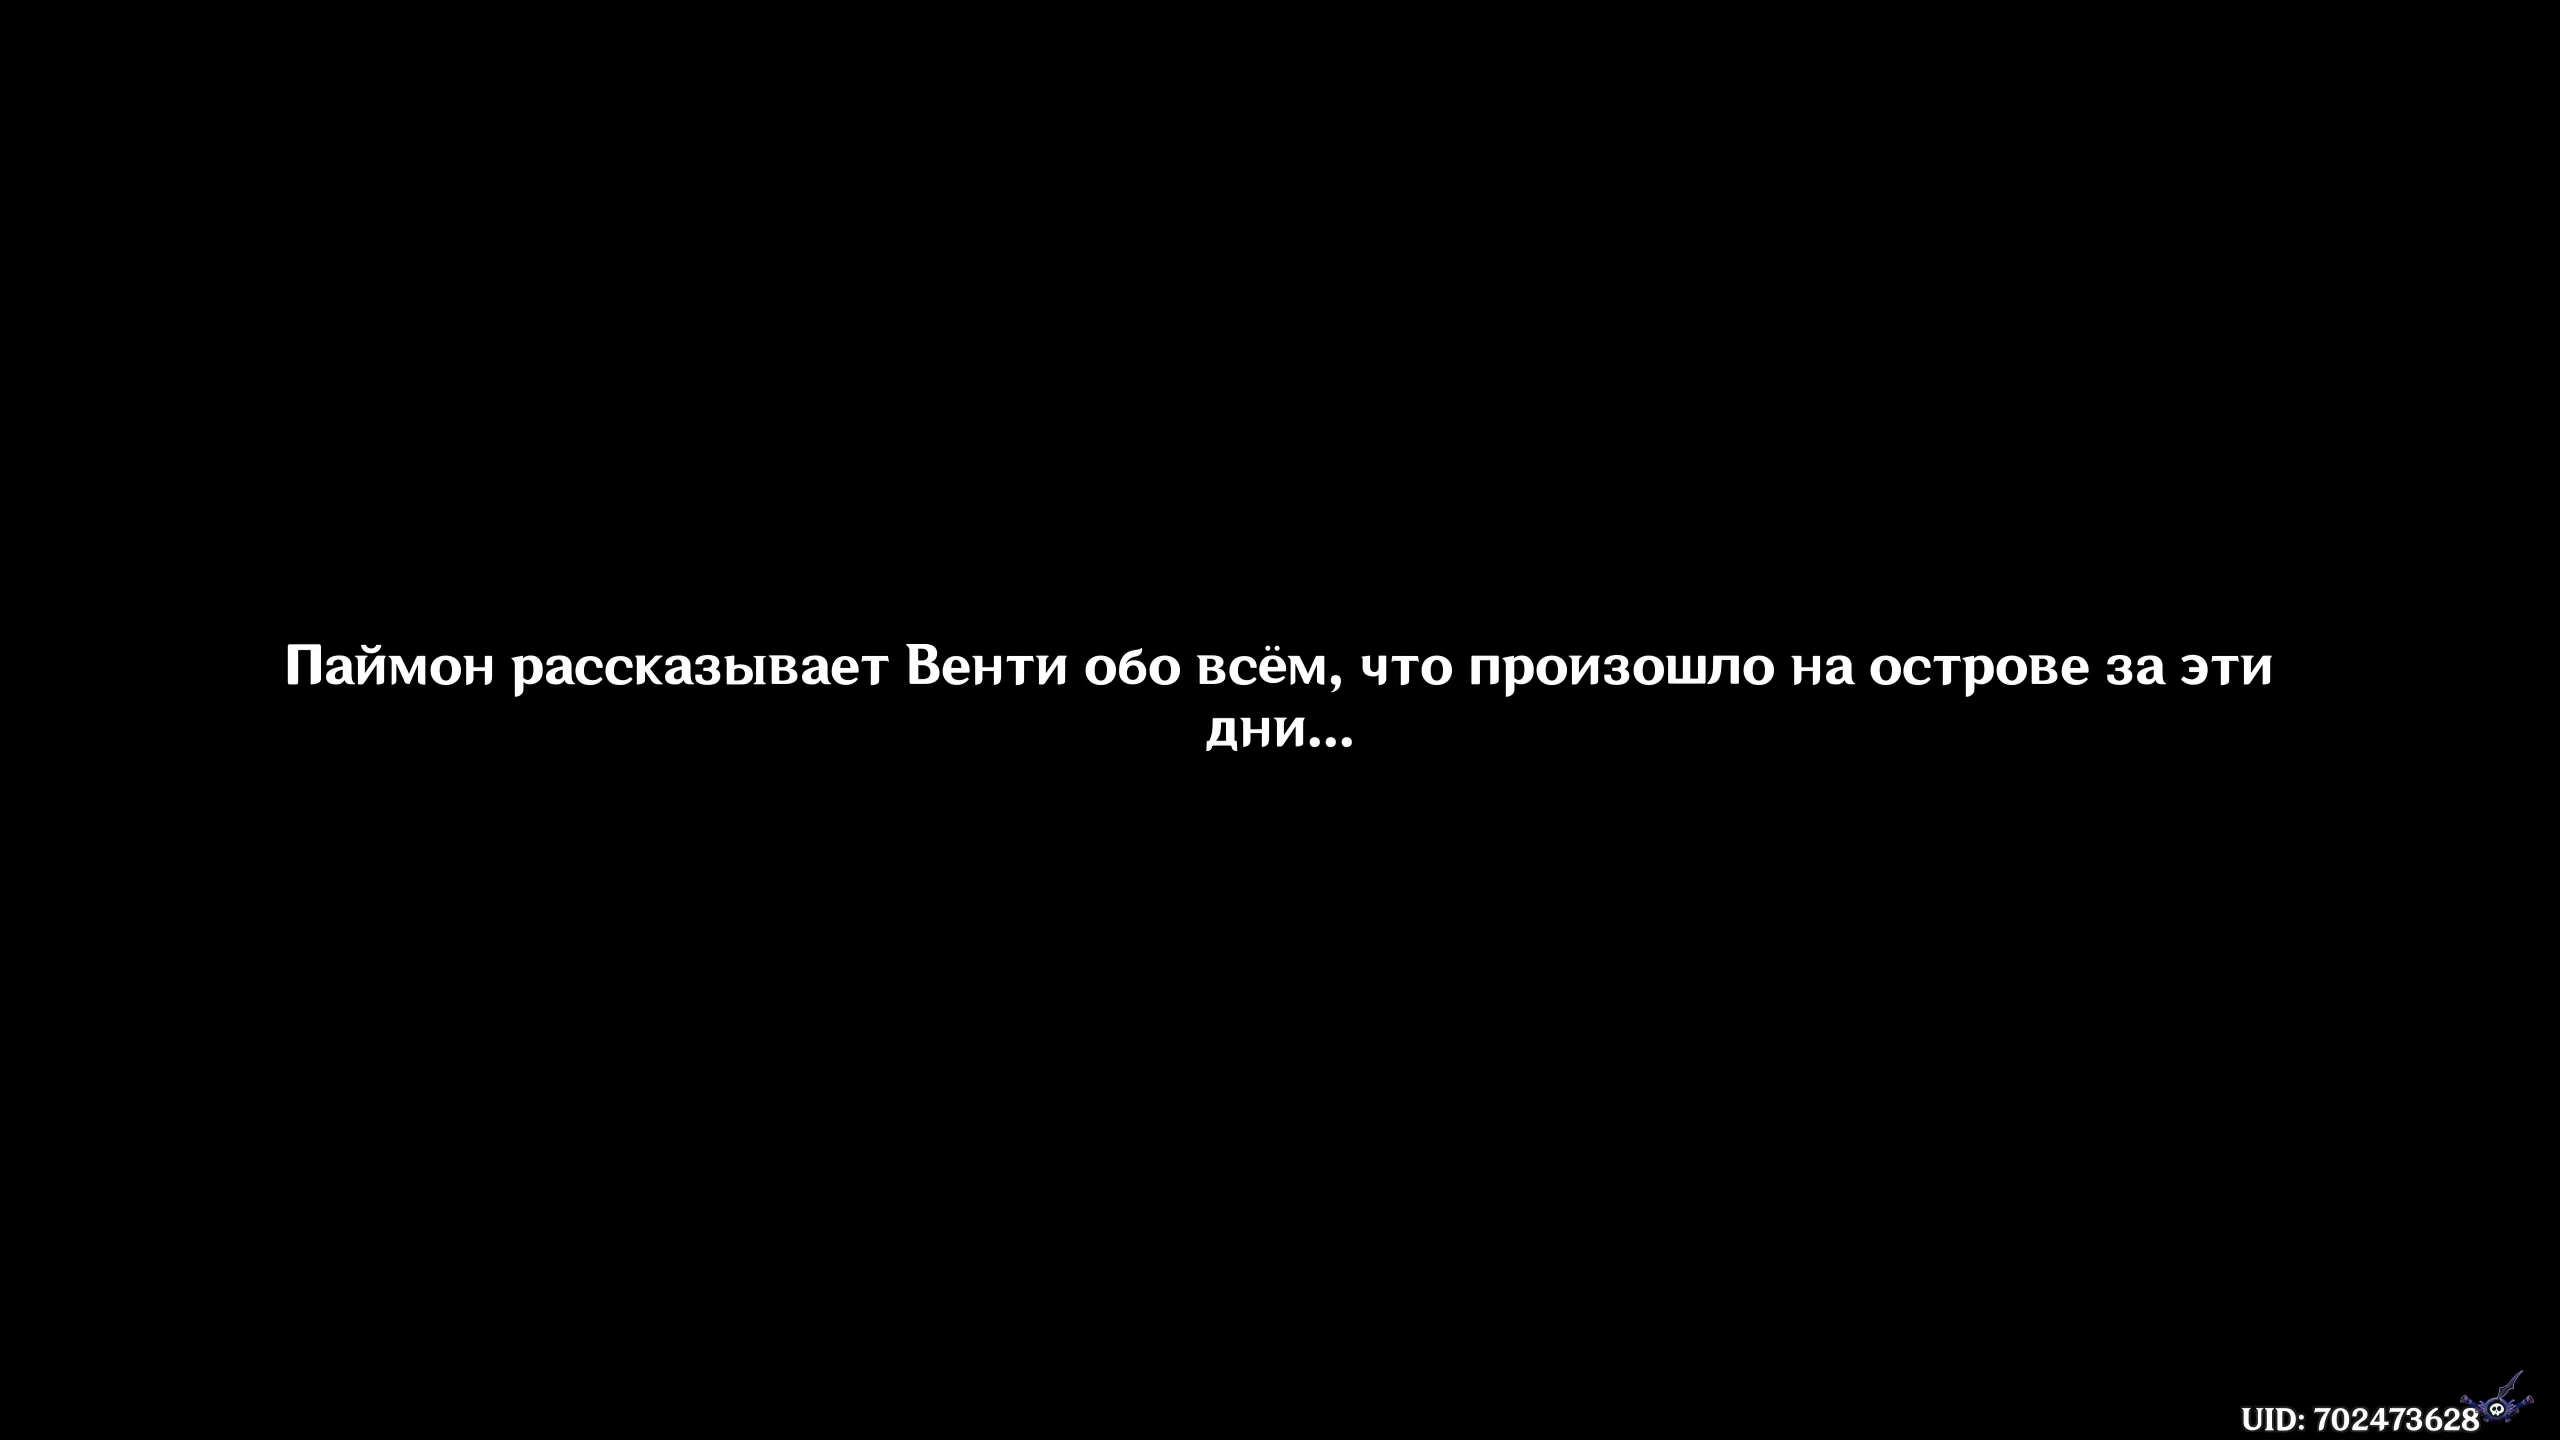 Паймон рассказывает Венти обо всём, что произошло на острове за эти
дни...
UID: 702473628